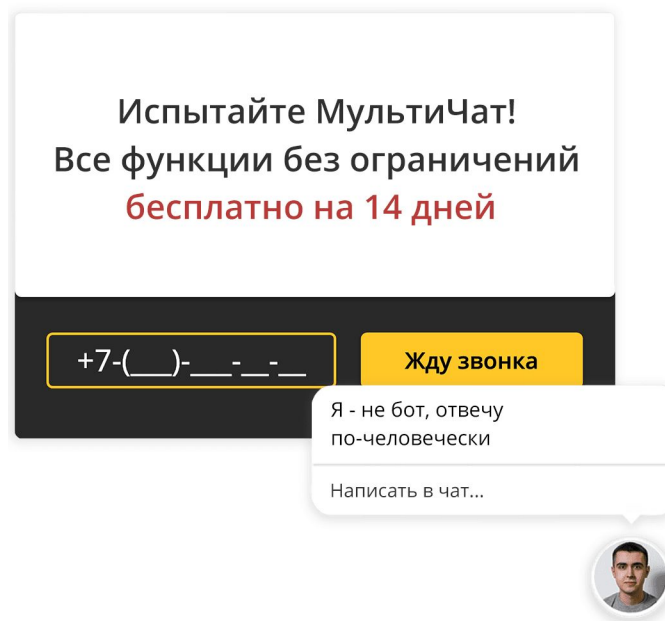 Испытайте МультиЧат!
Все функции без ограничений
бесплатно на 14 дней
+7-(___)-___-__-__
Жду звонка
Я - не бот, отвечу
по-человечески
Написать в чат...